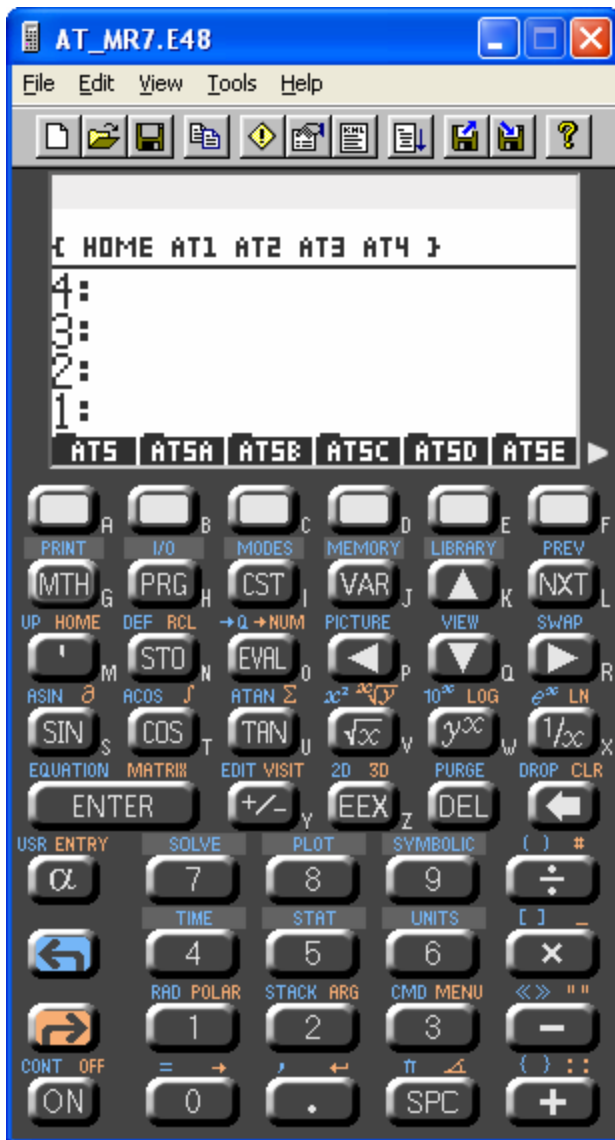 AT_MR7.E48
File Edit View Tools Help
{ HOME AT1 AT2 AT3 AT4 }
4:
3:
2:
1:
AT5 AT5A AT5B AT5C AT5D AT5E
A B C D E F
PRINT I/O MODES MEMORY LIBRARY PREV
MTH G PRG H CST I VAR J ▲ K NXT L
UP HOME DEF RCL →Q →NUM PICTURE VIEW SWAP
' M STO N EVAL O ◀ P ▼ Q ▶ R
ASIN ∂ ACOS ∫ ATAN Σ x² ˣ√y 10ˣ LOG eˣ LN
SIN S COS T TAN U √x V yˣ W 1/x X
EQUATION MATRIX EDIT VISIT 2D 3D PURGE DROP CLR
ENTER +/- Y EEX Z DEL
USR ENTRY SOLVE PLOT SYMBOLIC ( ) #
α 7 8 9 ÷
TIME STAT UNITS [ ] _
4 5 6 ×
RAD POLAR STACK ARG CMD MENU « » " "
1 2 3 −
CONT OFF = → , ↵ π ∡ { } : :
ON 0 . SPC +